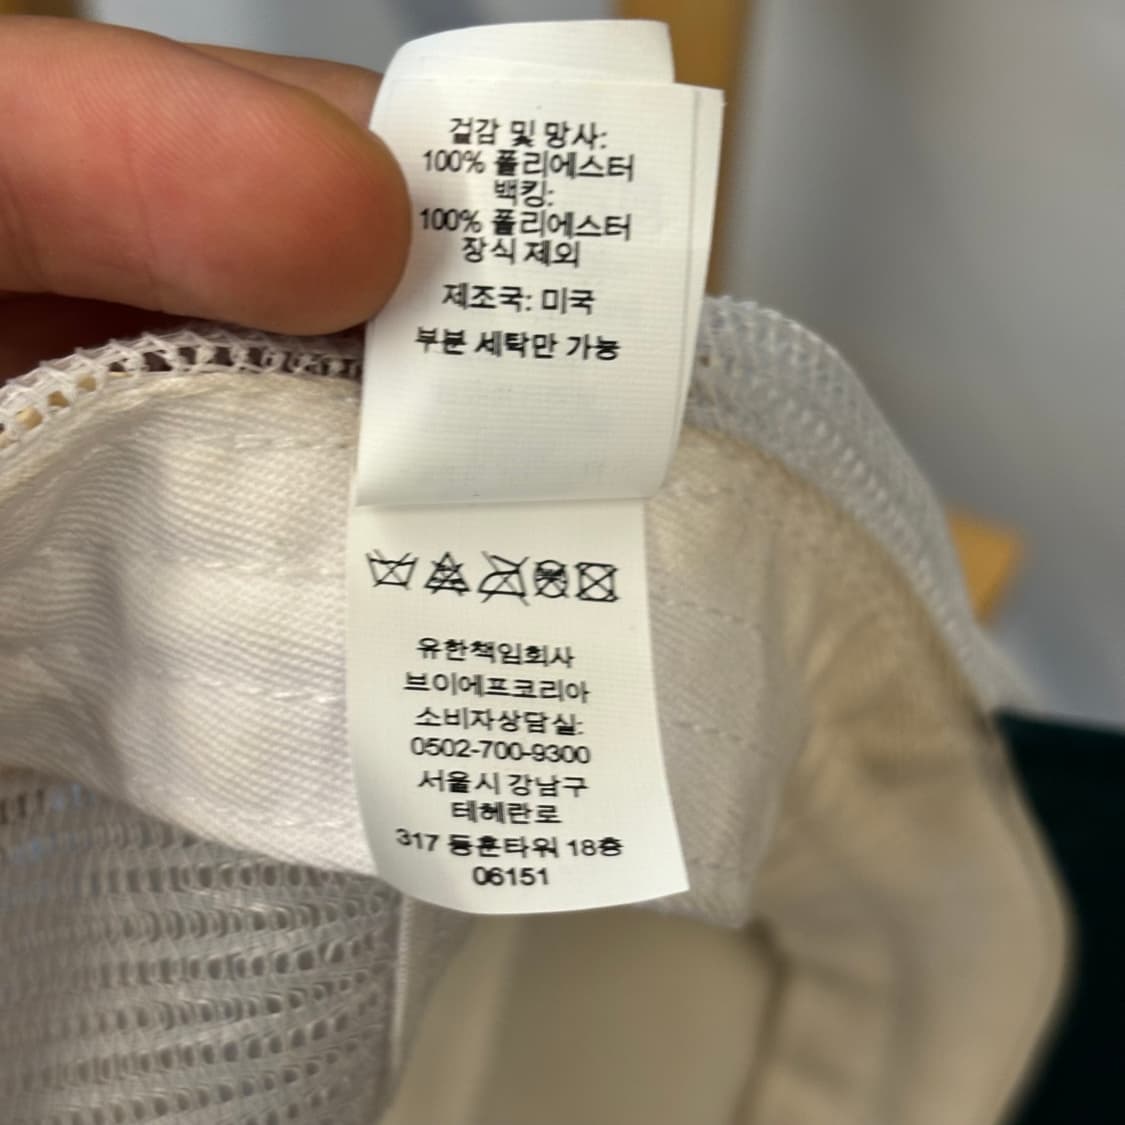 겉감 및 망사:
100% 폴리에스터
백킹:
100% 폴리에스터
장식 제외
제조국: 미국
부분 세탁만 가능
유한책임회사
브이에프코리아
소비자상담실:
0502-700-9300
서울시 강남구
테헤란로
317 동훈타워 18층
06151